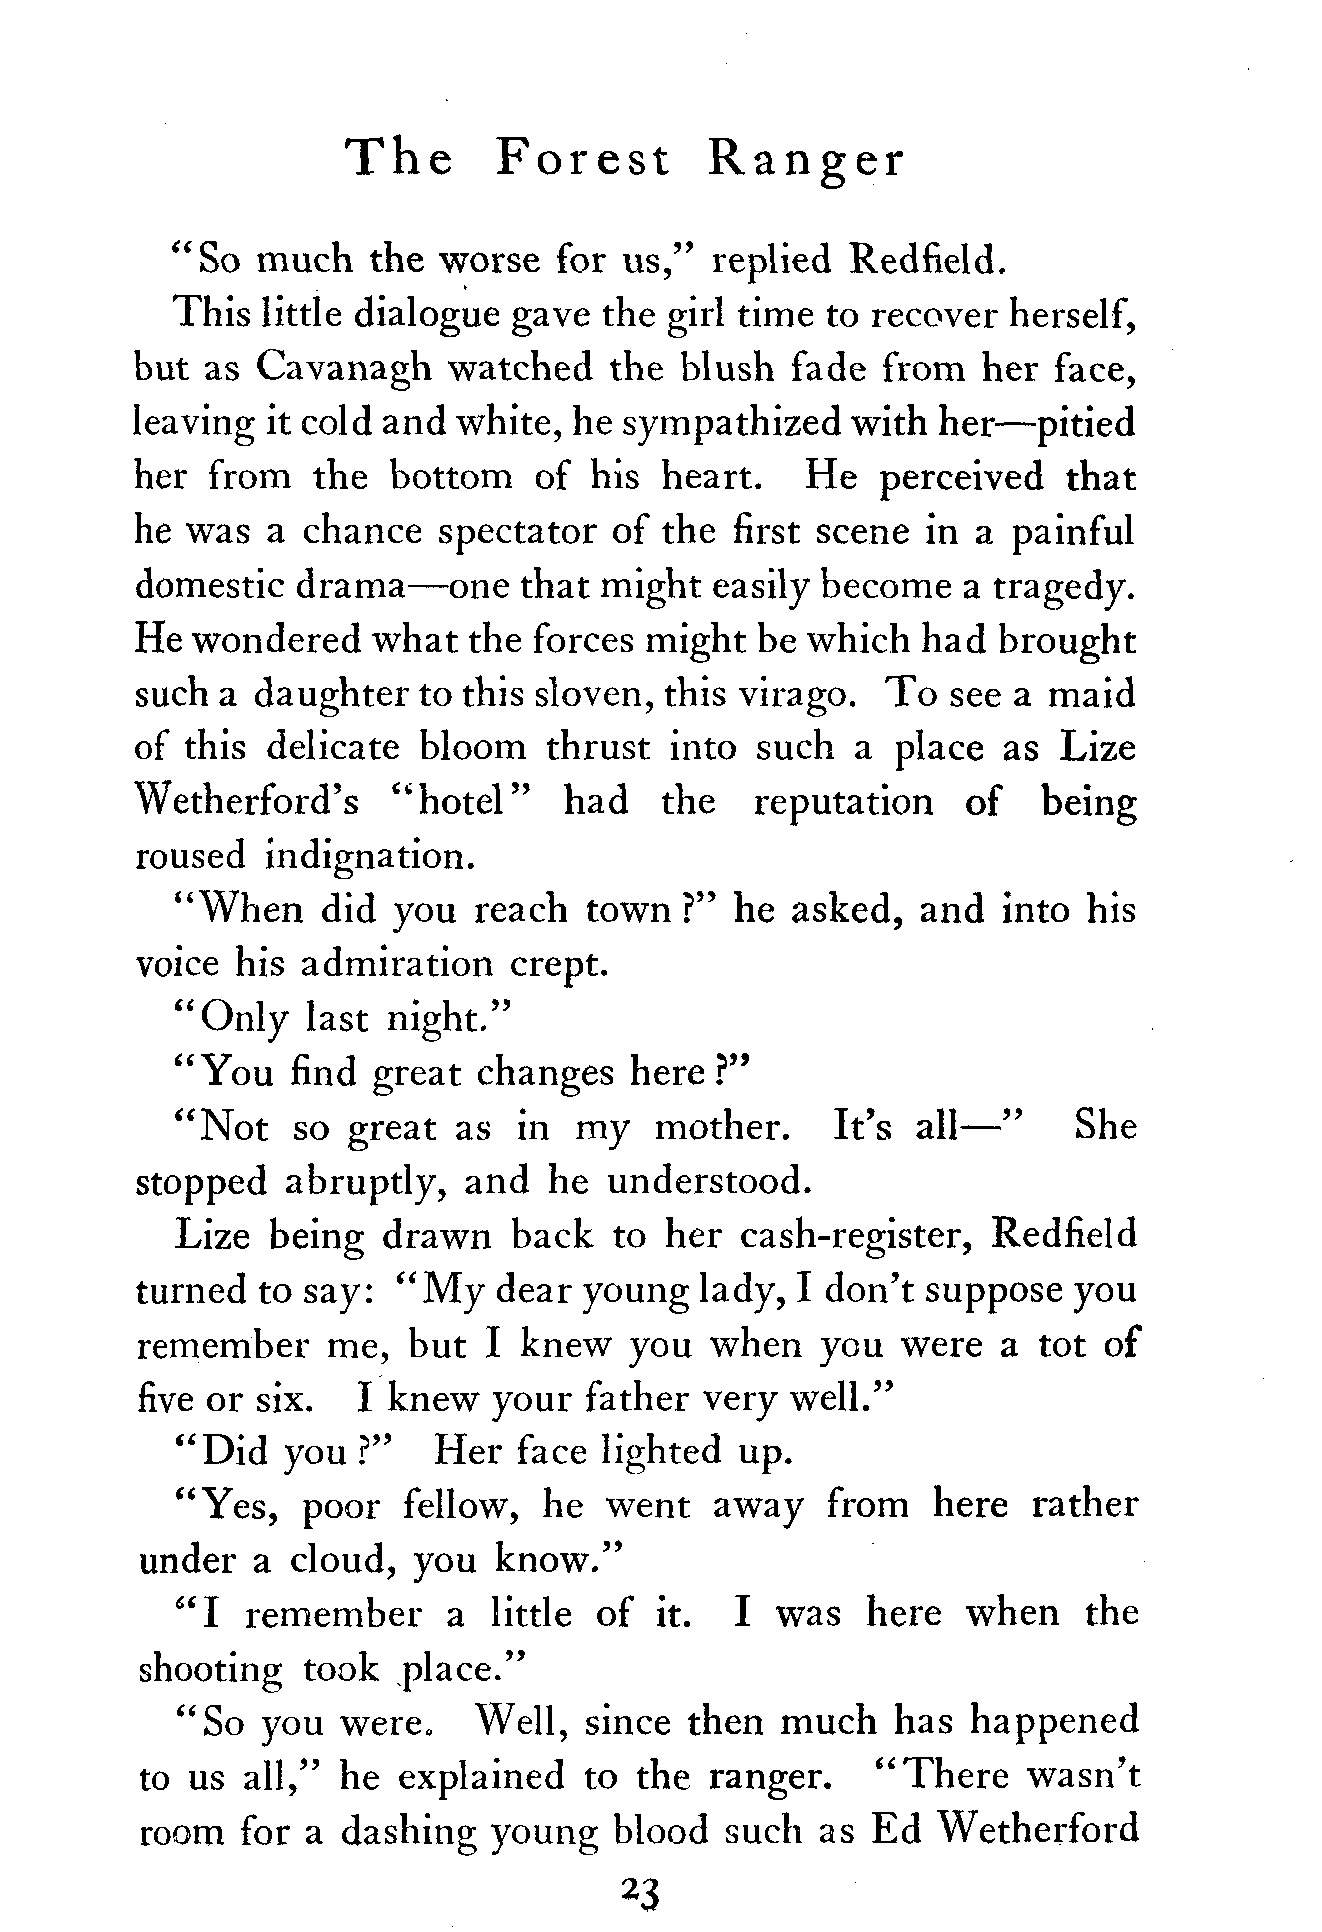 The Forest Ranger
"So much the worse for us," replied Redfield.
This little dialogue gave the girl time to recover herself,
but as Cavanagh watched the blush fade from her face,
leaving it cold and white, he sympathized with her—pitied
her from the bottom of his heart. He perceived that
he was a chance spectator of the first scene in a painful
domestic drama—one that might easily become a tragedy.
He wondered what the forces might be which had brought
such a daughter to this sloven, this virago. To see a maid
of this delicate bloom thrust into such a place as Lize
Wetherford's "hotel" had the reputation of being
roused indignation.
"When did you reach town?" he asked, and into his
voice his admiration crept.
"Only last night."
"You find great changes here?"
"Not so great as in my mother. It's all—" She
stopped abruptly, and he understood.
Lize being drawn back to her cash-register, Redfield
turned to say: "My dear young lady, I don't suppose you
remember me, but I knew you when you were a tot of
five or six. I knew your father very well."
"Did you?" Her face lighted up.
"Yes, poor fellow, he went away from here rather
under a cloud, you know."
"I remember a little of it. I was here when the
shooting took place."
"So you were. Well, since then much has happened
to us all," he explained to the ranger. "There wasn't
room for a dashing young blood such as Ed Wetherford
23